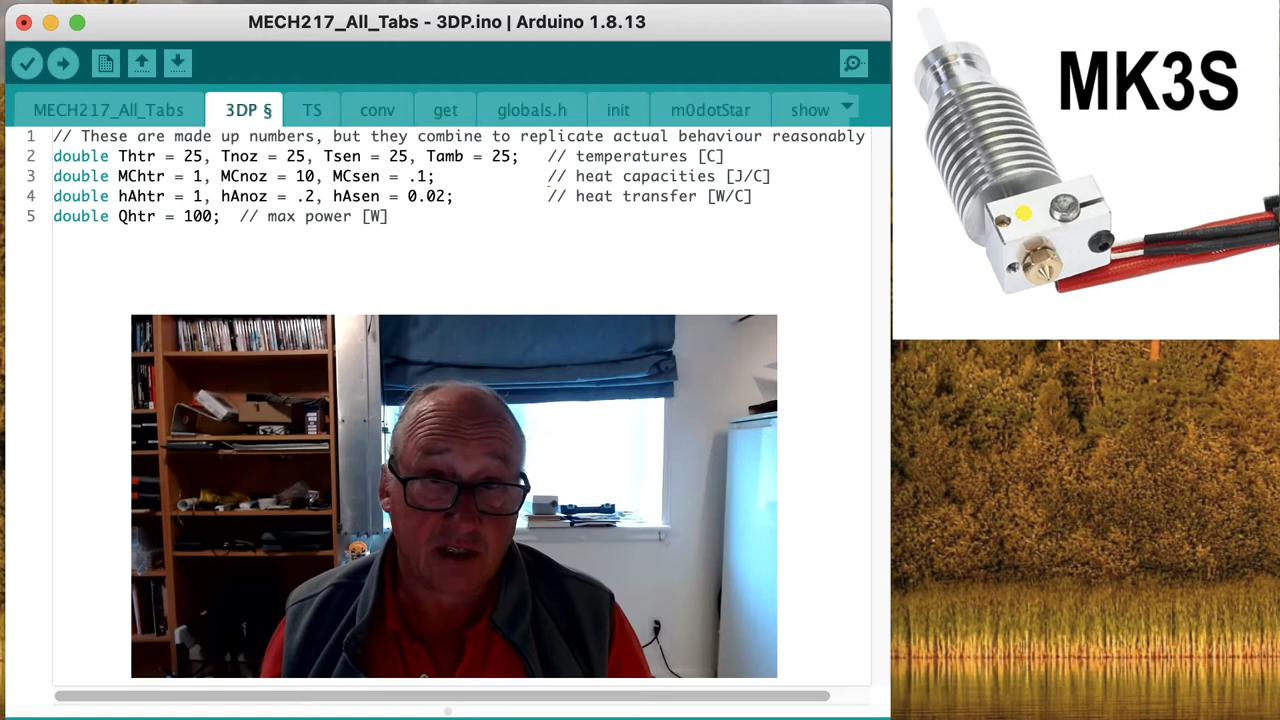 MECH217_All_Tabs - 3DP.ino | Arduino 1.8.13
MECH217_All_Tabs 3DP § TS conv get globals.h init m0dotStar show
1 // These are made up numbers, but they combine to replicate actual behaviour reasonably
2 double Thtr = 25, Tnoz = 25, Tsen = 25, Tamb = 25; // temperatures [C]
3 double MChtr = 1, MCnoz = 10, MCsen = .1; // heat capacities [J/C]
4 double hAhtr = 1, hAnoz = .2, hAsen = 0.02; // heat transfer [W/C]
5 double Qhtr = 100; // max power [W]
MK3S